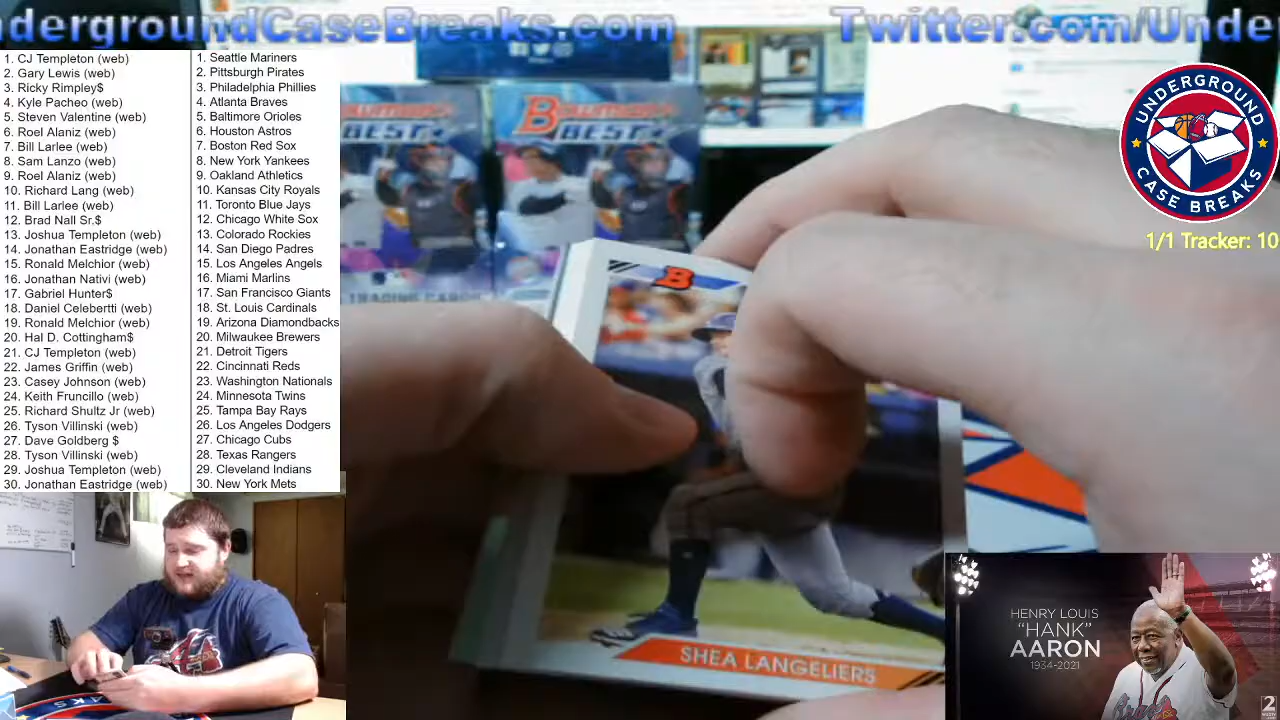 ndergroundCaseBreaks.com
Twitter.com/Unde
1. CJ Templeton (web)
2. Gary Lewis (web)
3. Ricky Rimpley$
4. Kyle Pacheo (web)
5. Steven Valentine (web)
6. Roel Alaniz (web)
7. Bill Larlee (web)
8. Sam Lanzo (web)
9. Roel Alaniz (web)
10. Richard Lang (web)
11. Bill Larlee (web)
12. Brad Nall Sr.$
13. Joshua Templeton (web)
14. Jonathan Eastridge (web)
15. Ronald Melchior (web)
16. Jonathan Nativi (web)
17. Gabriel Hunter$
18. Daniel Celebertti (web)
19. Ronald Melchior (web)
20. Hal D. Cottingham$
21. CJ Templeton (web)
22. James Griffin (web)
23. Casey Johnson (web)
24. Keith Fruncillo (web)
25. Richard Shultz Jr (web)
26. Tyson Villinski (web)
27. Dave Goldberg $
28. Tyson Villinski (web)
29. Joshua Templeton (web)
30. Jonathan Eastridge (web)
1. Seattle Mariners
2. Pittsburgh Pirates
3. Philadelphia Phillies
4. Atlanta Braves
5. Baltimore Orioles
6. Houston Astros
7. Boston Red Sox
8. New York Yankees
9. Oakland Athletics
10. Kansas City Royals
11. Toronto Blue Jays
12. Chicago White Sox
13. Colorado Rockies
14. San Diego Padres
15. Los Angeles Angels
16. Miami Marlins
17. San Francisco Giants
18. St. Louis Cardinals
19. Arizona Diamondbacks
20. Milwaukee Brewers
21. Detroit Tigers
22. Cincinnati Reds
23. Washington Nationals
24. Minnesota Twins
25. Tampa Bay Rays
26. Los Angeles Dodgers
27. Chicago Cubs
28. Texas Rangers
29. Cleveland Indians
30. New York Mets
BEST
BOWMAN'S
BEST
TRADING CARDS
B
SHEA LANGELIERS
UNDERGROUND
CASE BREAKS
1/1 Tracker: 10
HENRY LOUIS
"HANK"
AARON
1934-2021
Braves
2